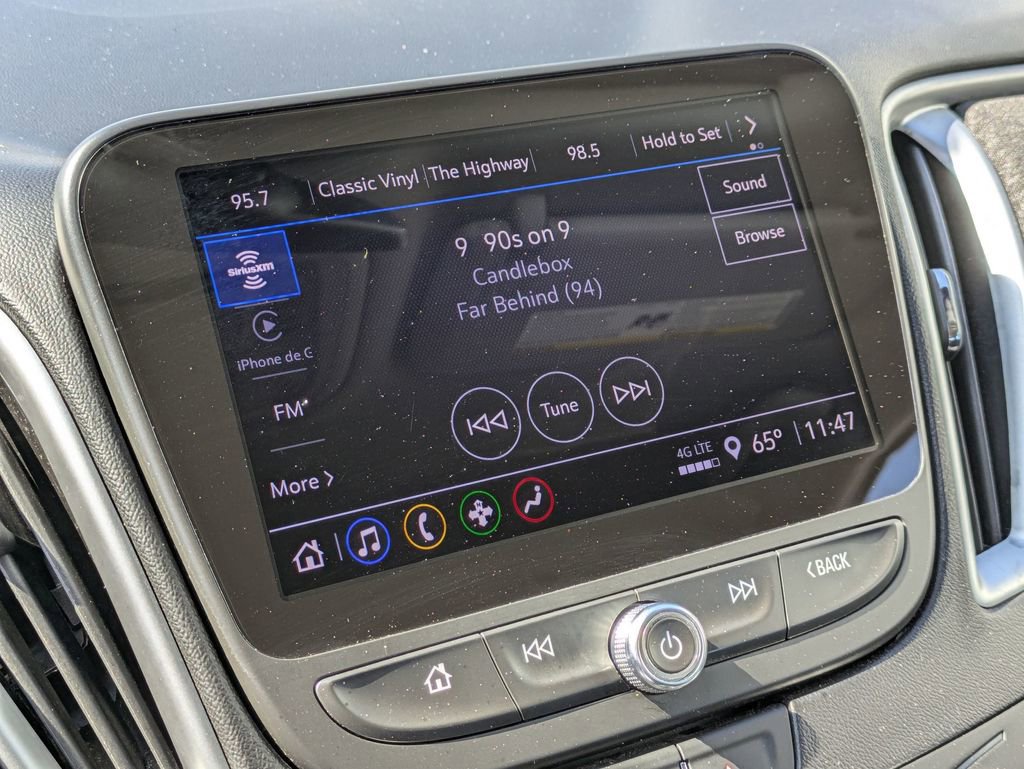 95.7 Classic Vinyl The Highway 98.5 Hold to Set >
SiriusXM
9 90s on 9
Candlebox
Far Behind (94)
Sound
Browse
iPhone de C
FM
More >
Tune
4G LTE 65° 11:47
<BACK